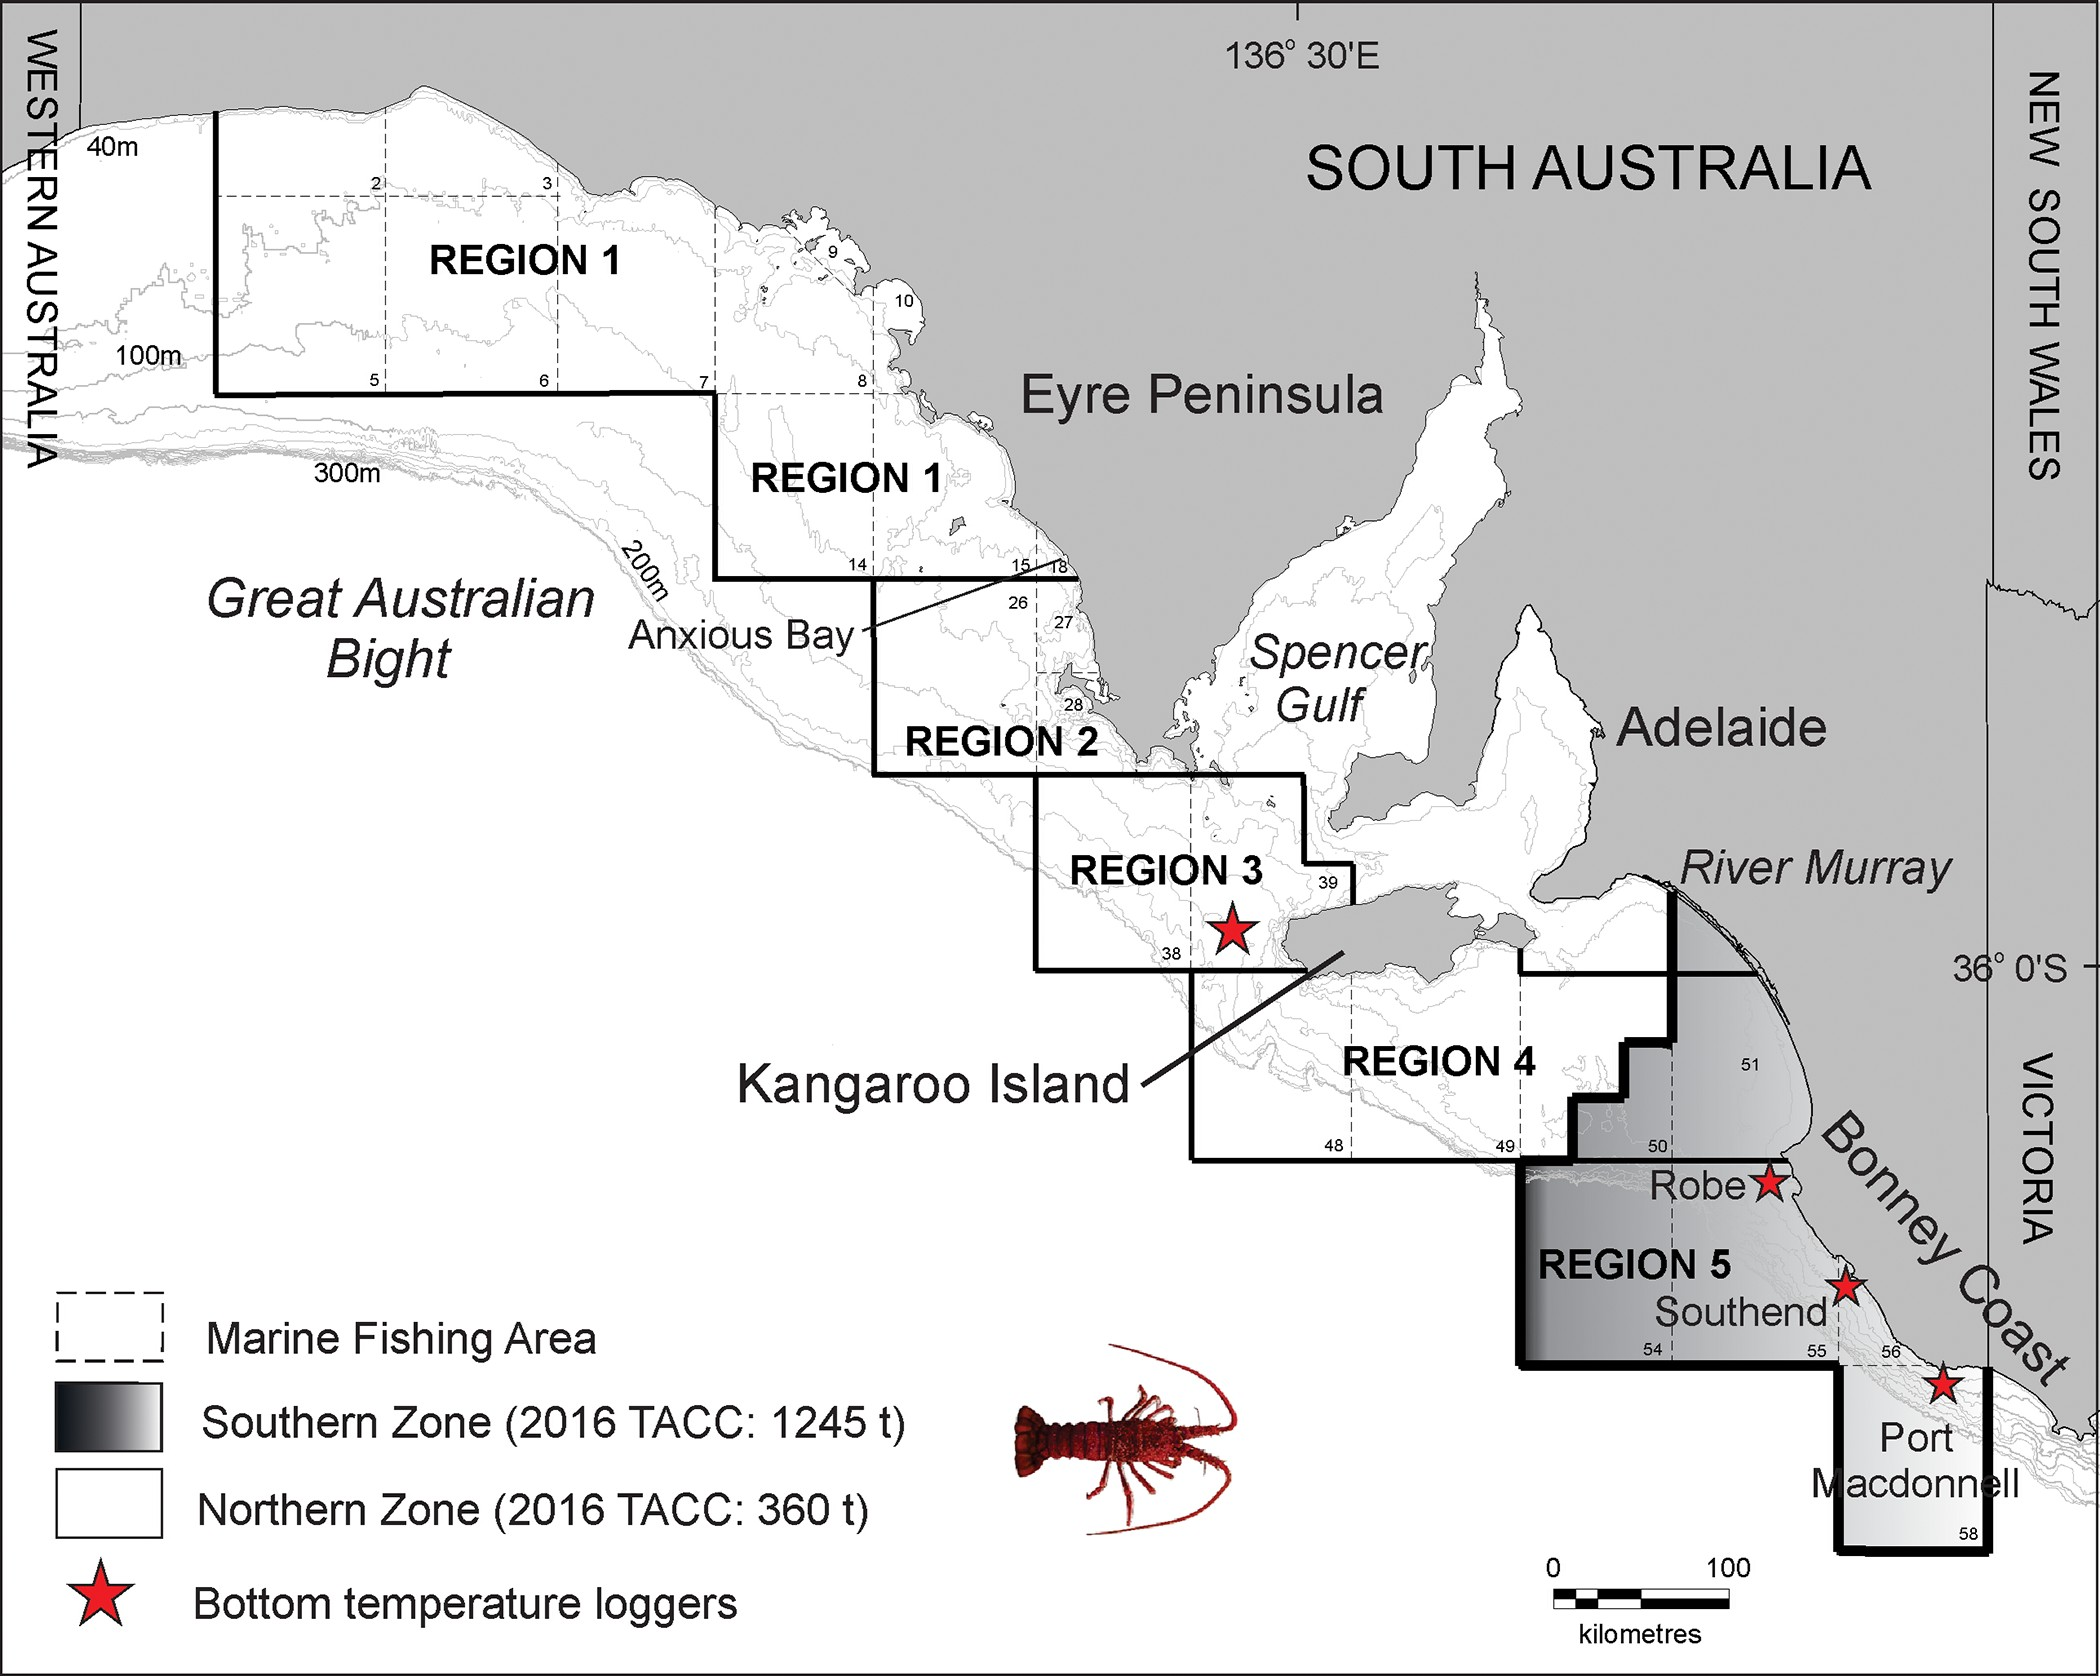 WESTERN AUSTRALIA
136° 30'E
NEW SOUTH WALES
SOUTH AUSTRALIA
40m
2
3
REGION 1
9
10
100m
5
6
7
8
Eyre Peninsula
300m
REGION 1
200m
14
15
18
Great Australian
Bight
26
27
Anxious Bay
28
Spencer
Gulf
Adelaide
REGION 2
REGION 3
39
River Murray
38
36° 0'S
REGION 4
51
Kangaroo Island
VICTORIA
48
49
50
Bonney Coast
Robe
REGION 5
Southend
54
55
56
Port
Macdonnell
58
Marine Fishing Area
Southern Zone (2016 TACC: 1245 t)
Northern Zone (2016 TACC: 360 t)
Bottom temperature loggers
0
100
kilometres